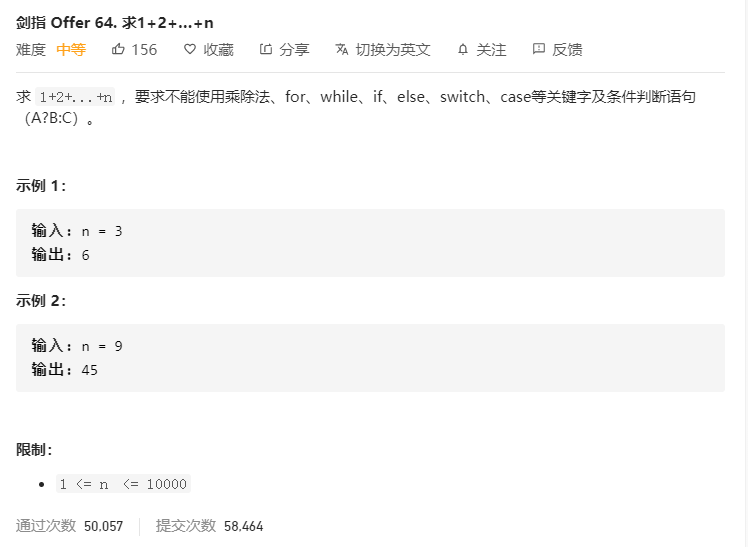 剑指 Offer 64. 求1+2+…+n
难度 中等 156 收藏 分享 切换为英文 关注 反馈
求 1+2+...+n ，要求不能使用乘除法、for、while、if、else、switch、case等关键字及条件判断语句
（A?B:C）。
示例 1：
输入：n = 3
输出：6
示例 2：
输入：n = 9
输出：45
限制：
• 1 <= n <= 10000
通过次数 50,057 提交次数 58,464